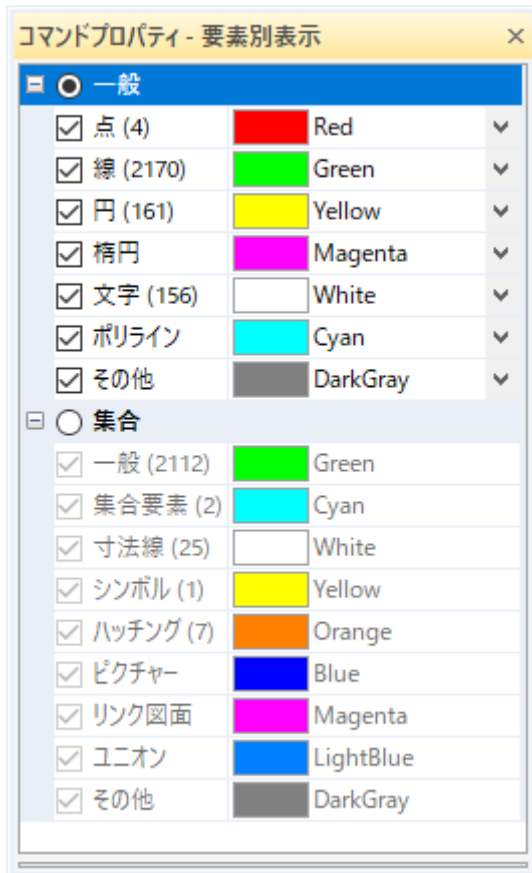 コマンドプロパティ - 要素別表示
一般
点 (4) Red
線 (2170) Green
円 (161) Yellow
楕円 Magenta
文字 (156) White
ポリライン Cyan
その他 DarkGray
集合
一般 (2112) Green
集合要素 (2) Cyan
寸法線 (25) White
シンボル (1) Yellow
ハッチング (7) Orange
ピクチャー Blue
リンク図面 Magenta
ユニオン LightBlue
その他 DarkGray